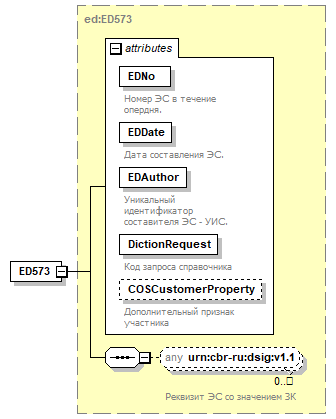 ed:ED573
attributes
EDNo
Номер ЭС в течение
опердня.
EDDate
Дата составления ЭС.
EDAuthor
Уникальный
идентификатор
составителя ЭС - УИС.
DictionRequest
Код запроса справочника
COSCustomerProperty
Дополнительный признак
участника
ED573
any urn:cbr-ru:dsig:v1.1
0..□
Реквизит ЭС со значением ЗК